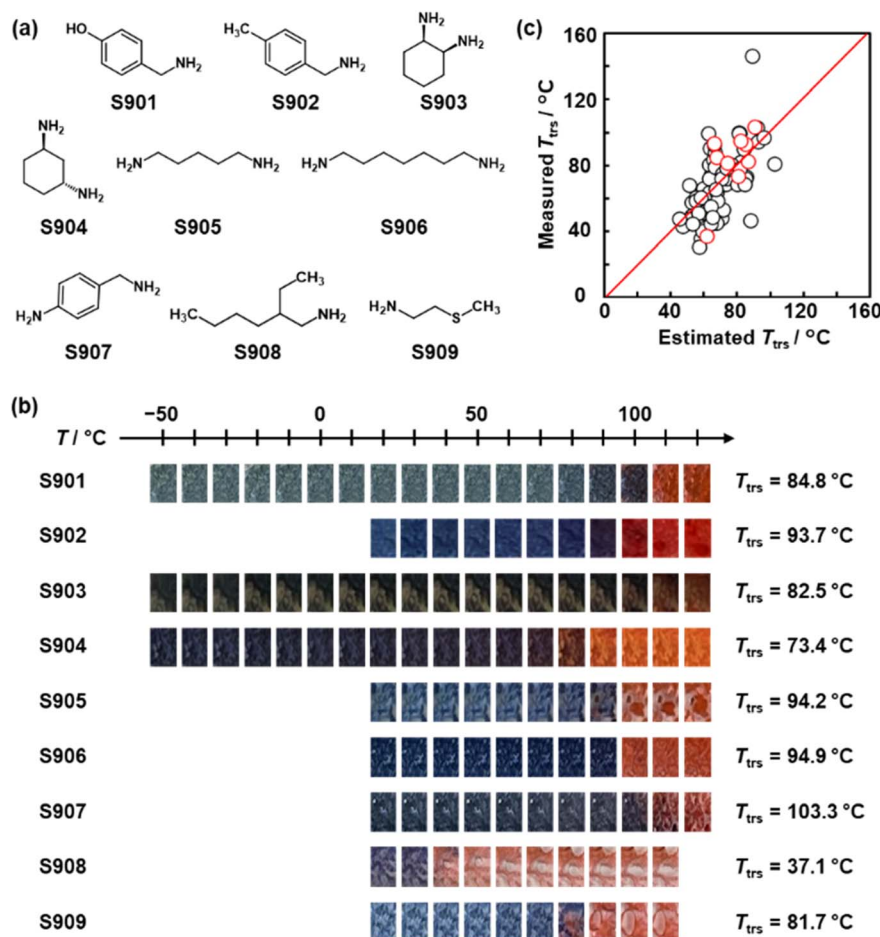 (a)
HO
NH₂
S901
CH₃
NH₂
S902
NH₂
NH₂
S903
NH₂
NH₂
S904
H₂N
NH₂
S905
H₂N
NH₂
S906
H₂N
NH₂
S907
CH₃
H₃C
NH₂
S908
H₂N
S
CH₃
S909
(c)
160
120
80
40
0
0
40
80
120
160
Measured Ttrs / °C
Estimated Ttrs / °C
(b)
−50 0 50 100
T / °C
S901 Ttrs = 84.8 °C
S902 Ttrs = 93.7 °C
S903 Ttrs = 82.5 °C
S904 Ttrs = 73.4 °C
S905 Ttrs = 94.2 °C
S906 Ttrs = 94.9 °C
S907 Ttrs = 103.3 °C
S908 Ttrs = 37.1 °C
S909 Ttrs = 81.7 °C